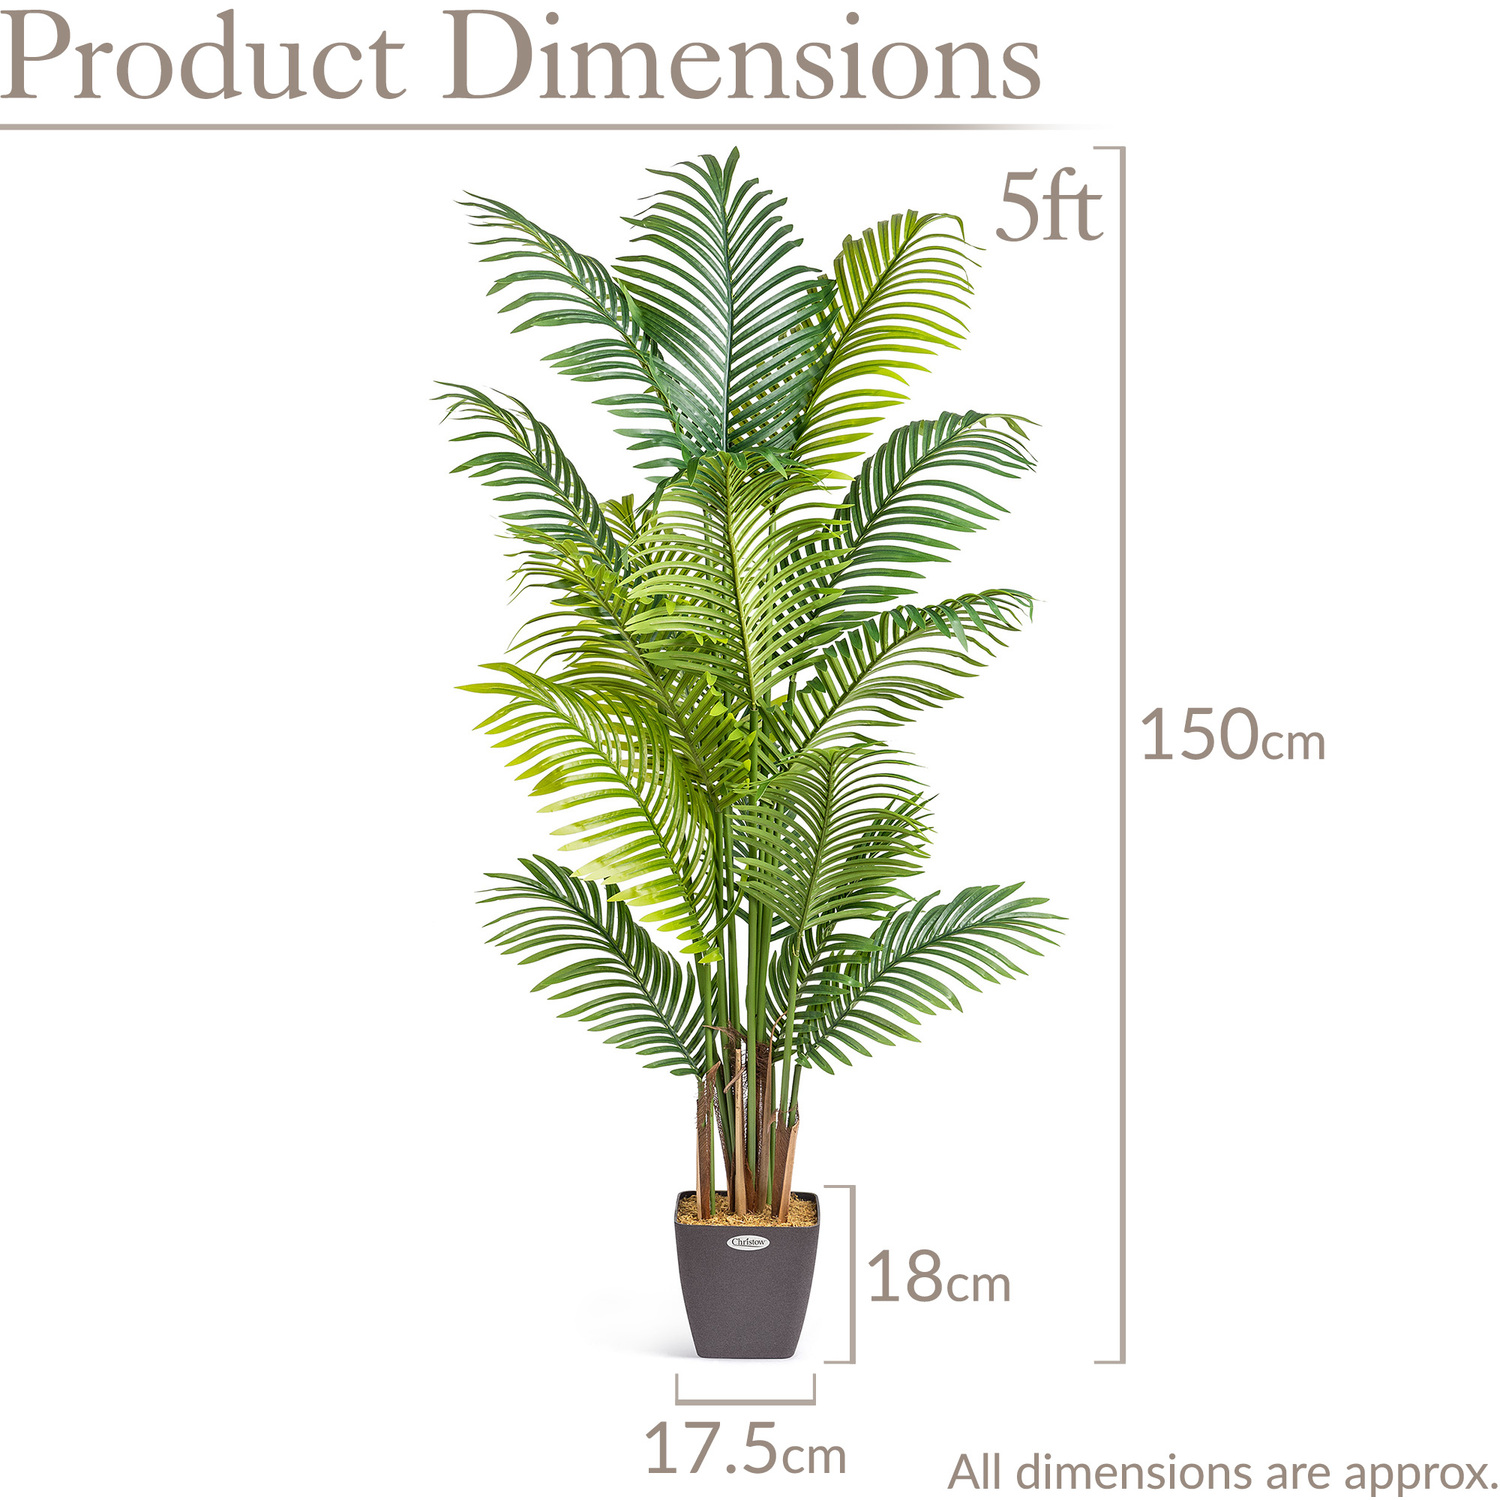 Product Dimensions
5ft
150cm
Christow
18cm
17.5cm
All dimensions are approx.